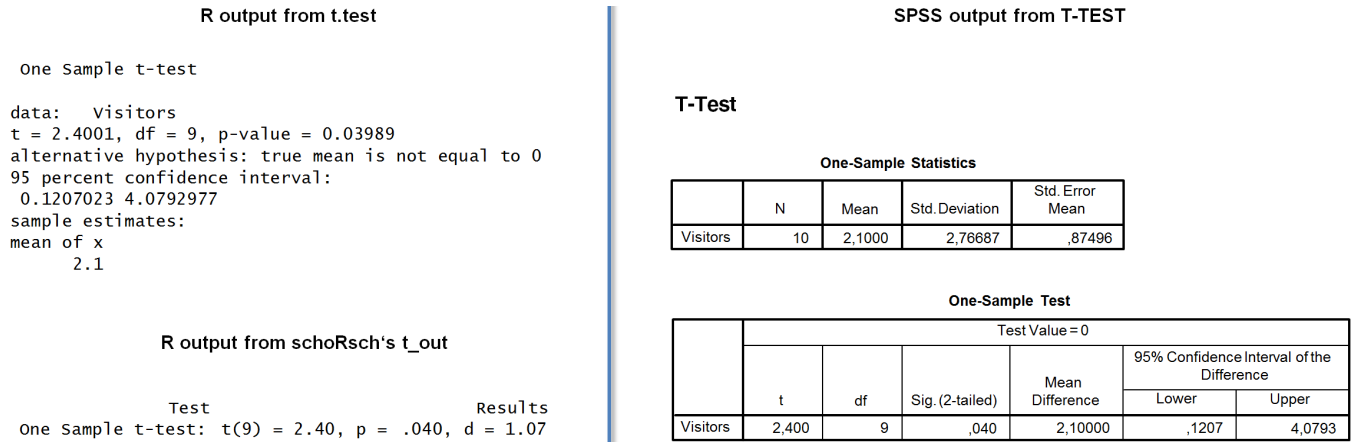 R output from t.test
One Sample t-test
data:   Visitors
t = 2.4001, df = 9, p-value = 0.03989
alternative hypothesis: true mean is not equal to 0
95 percent confidence interval:
 0.1207023 4.0792977
sample estimates:
mean of x
      2.1
R output from schoRsch‘s t_out
Test Results
One Sample t-test: t(9) = 2.40, p =  .040, d = 1.07
SPSS output from T-TEST
T-Test
One-Sample Statistics
N Mean Std. Deviation Std. Error Mean
Visitors 10 2,1000 2,76687 ,87496
One-Sample Test
Test Value = 0
95% Confidence Interval of the Difference
t df Sig. (2-tailed) Mean Difference Lower Upper
Visitors 2,400 9 ,040 2,10000 ,1207 4,0793